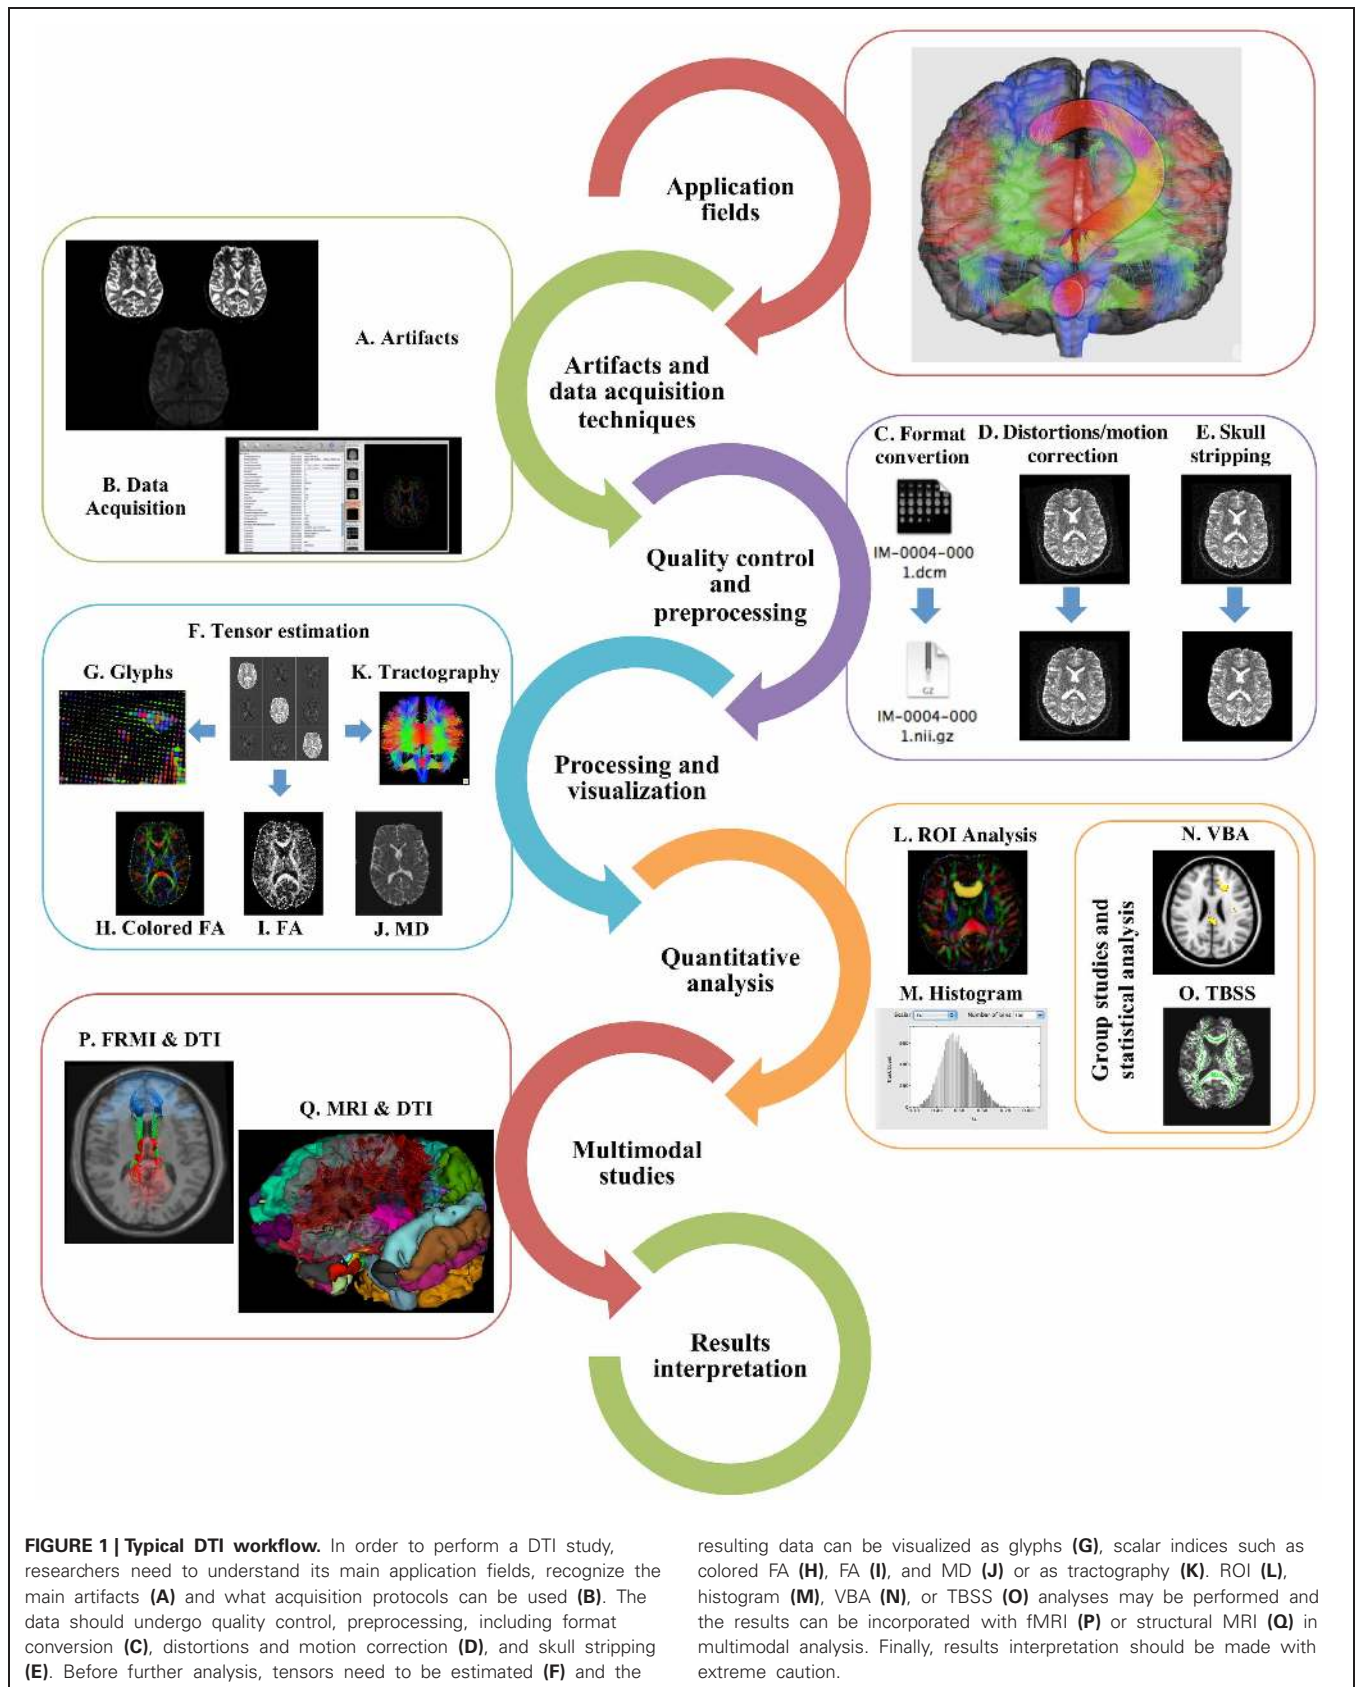 Application
fields
A. Artifacts
Artifacts and
data acquisition
techniques
B. Data
Acquisition
C. Format
convertion
D. Distortions/motion
correction
E. Skull
stripping
IM-0004-000
1.dcm
GZ
IM-0004-000
1.nii.gz
Quality control
and
preprocessing
F. Tensor estimation
G. Glyphs
K. Tractography
Processing and
visualization
H. Colored FA
I. FA
J. MD
L. ROI Analysis
M. Histogram
Group studies and
statistical analysis
N. VBA
O. TBSS
Quantitative
analysis
P. FRMI & DTI
Q. MRI & DTI
Multimodal
studies
Results
interpretation
FIGURE 1 | Typical DTI workflow. In order to perform a DTI study,
researchers need to understand its main application fields, recognize the
main artifacts (A) and what acquisition protocols can be used (B). The
data should undergo quality control, preprocessing, including format
conversion (C), distortions and motion correction (D), and skull stripping
(E). Before further analysis, tensors need to be estimated (F) and the
resulting data can be visualized as glyphs (G), scalar indices such as
colored FA (H), FA (I), and MD (J) or as tractography (K). ROI (L),
histogram (M), VBA (N), or TBSS (O) analyses may be performed and
the results can be incorporated with fMRI (P) or structural MRI (Q) in
multimodal analysis. Finally, results interpretation should be made with
extreme caution.